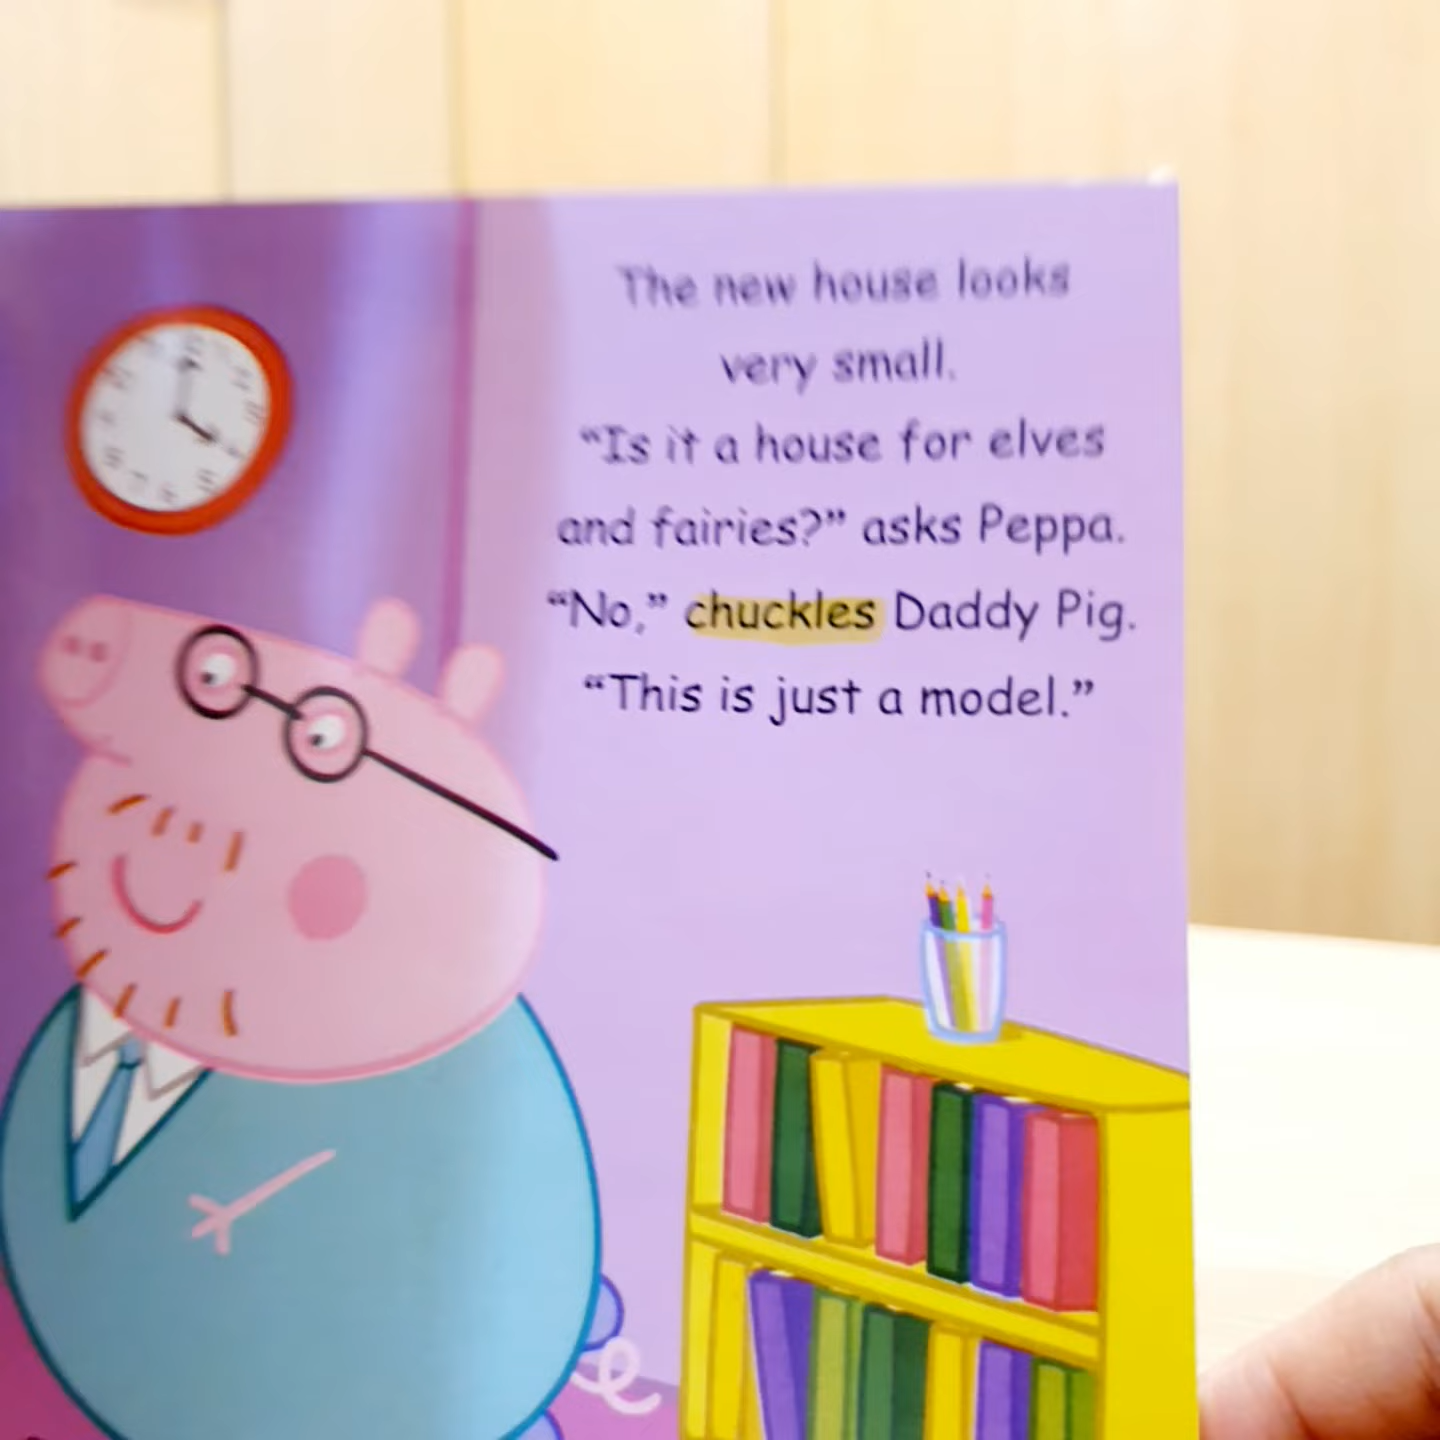 The new house looks
very small.
“Is it a house for elves
and fairies?” asks Peppa.
“No,” chuckles Daddy Pig.
“This is just a model.”